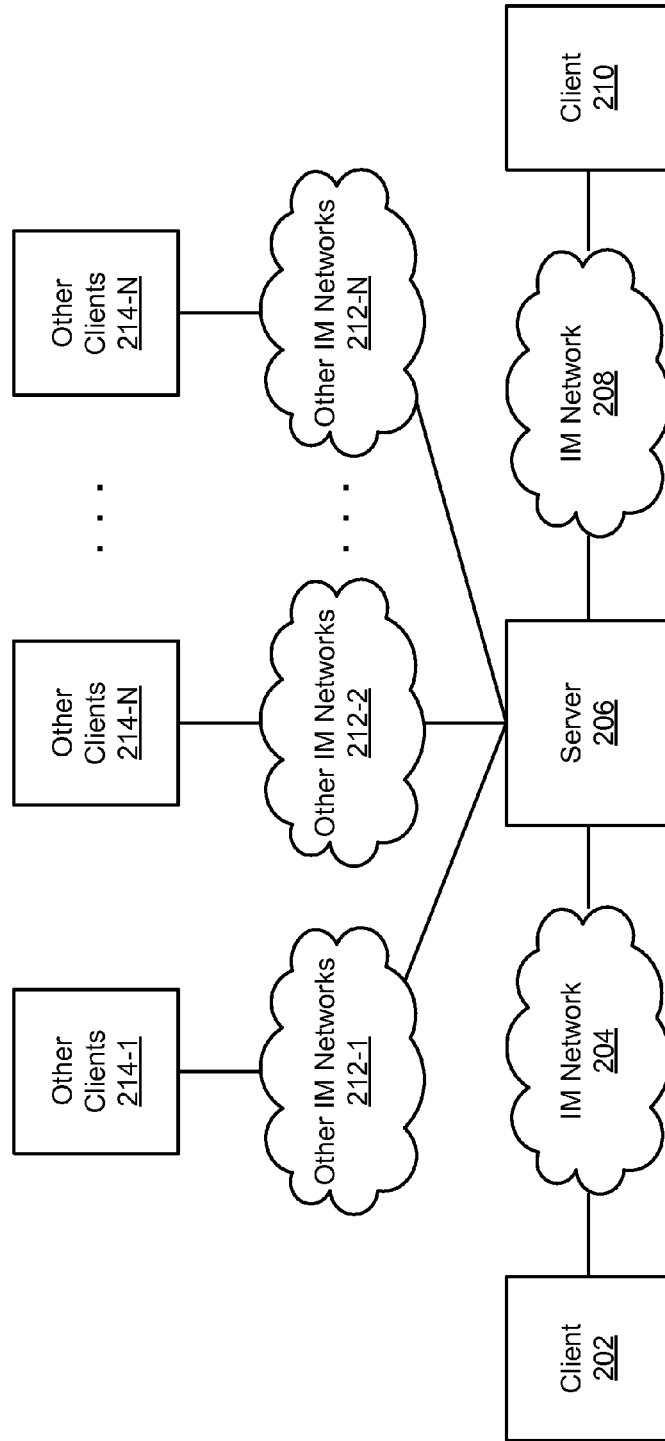 Other
Clients
214-1
Other
Clients
214-N
. . .
Other
Clients
214-N
Other IM Networks
212-1
Other IM Networks
212-2
. . .
Other IM Networks
212-N
Client
202
IM Network
204
Server
206
IM Network
208
Client
210